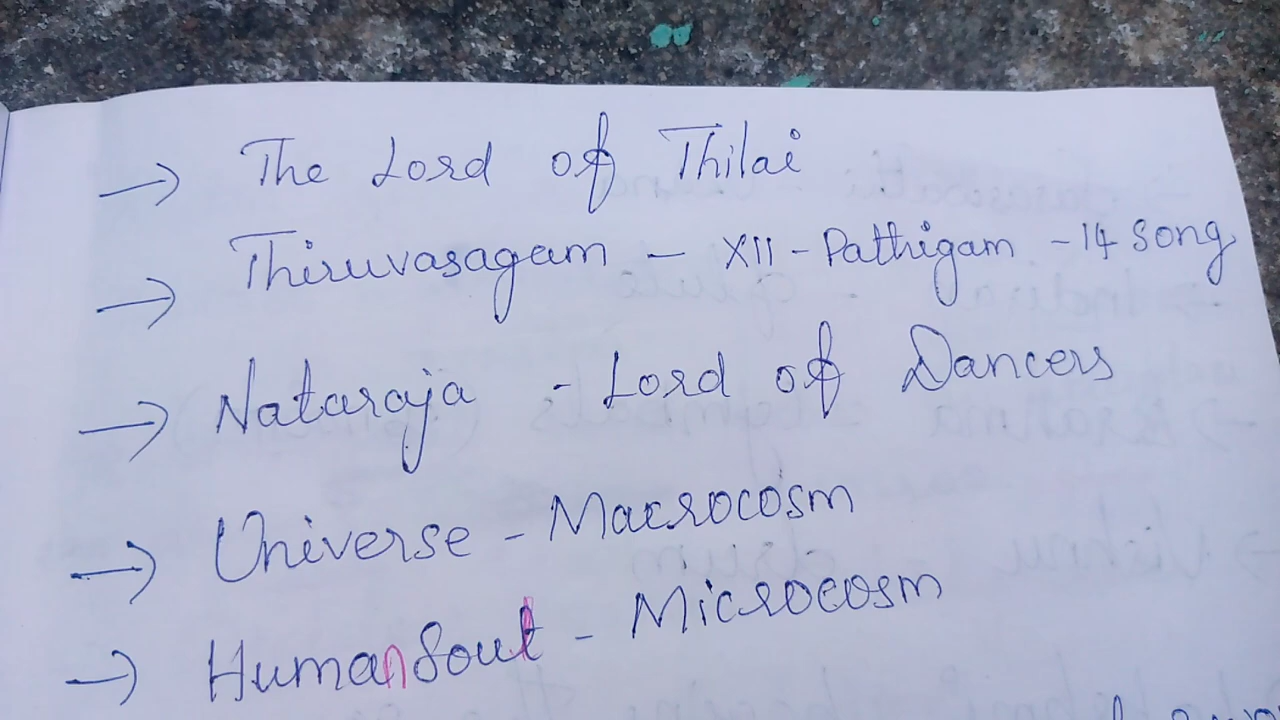 → The Lord of Thilai
→ Thiruvasagam - XII - Pathigam - 14 Song
→ Nataraja - Lord of Dancers
→ Universe - Macrocosm
→ Human Soul - Microcosm